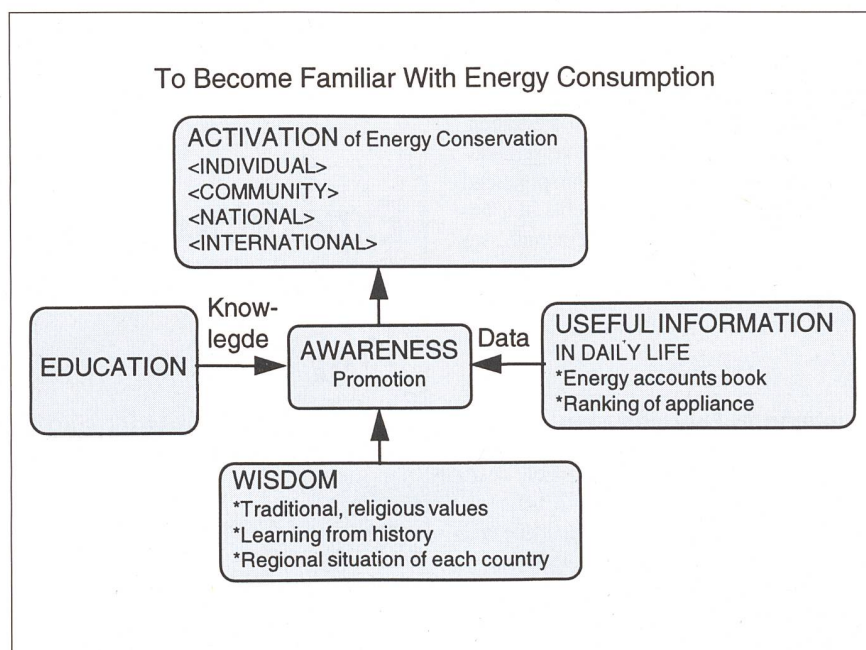 To Become Familiar With Energy Consumption
ACTIVATION of Energy Conservation
<INDIVIDUAL>
<COMMUNITY>
<NATIONAL>
<INTERNATIONAL>
EDUCATION
Know-
legde
AWARENESS
Promotion
Data
USEFUL INFORMATION
IN DAILY LIFE
*Energy accounts book
*Ranking of appliance
WISDOM
*Traditional, religious values
*Learning from history
*Regional situation of each country